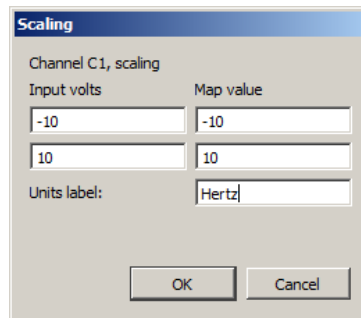 Scaling
Channel C1, scaling
Input volts Map value
-10 -10
10 10
Units label: Hertz
OK Cancel